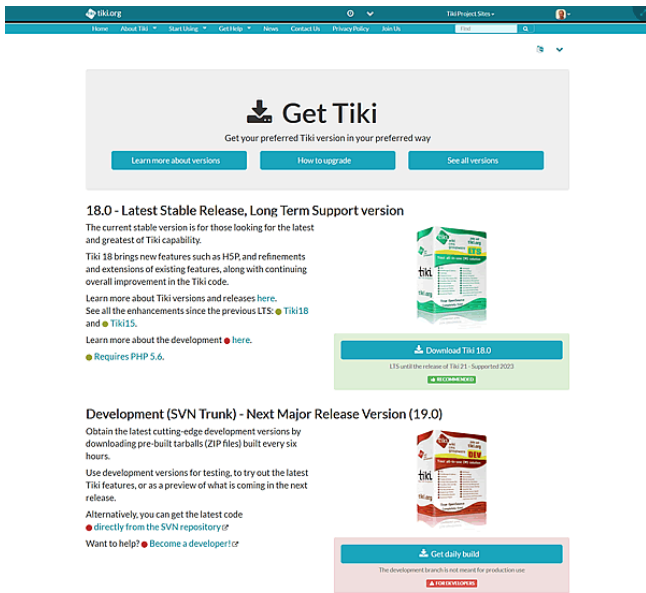 tiki.org
Tiki Project Sites
Home About Tiki Start Using Get Help News Contact Us Privacy Policy Join Us Find
Get Tiki
Get your preferred Tiki version in your preferred way
Learn more about versions How to upgrade See all versions
18.0 - Latest Stable Release, Long Term Support version
The current stable version is for those looking for the latest
and greatest of Tiki capability.
Tiki 18 brings new features such as H5P, and refinements
and extensions of existing features, along with continuing
overall improvement in the Tiki code.
Learn more about Tiki versions and releases here.
See all the enhancements since the previous LTS: Tiki18
and Tiki15.
Learn more about the development here.
Requires PHP 5.6.
LTS
tiki
tiki.org
Download Tiki 18.0
LTS until the release of Tiki 21 - Supported 2023
RECOMMENDED
Development (SVN Trunk) - Next Major Release Version (19.0)
Obtain the latest cutting-edge development versions by
downloading pre-built tarballs (ZIP files) built every six
hours.
Use development versions for testing, to try out the latest
Tiki features, or as a preview of what is coming in the next
release.
Alternatively, you can get the latest code
directly from the SVN repository
Want to help? Become a developer!
DEV
tiki
tiki.org
Get daily build
The development branch is not meant for production use
FOR DEVELOPERS